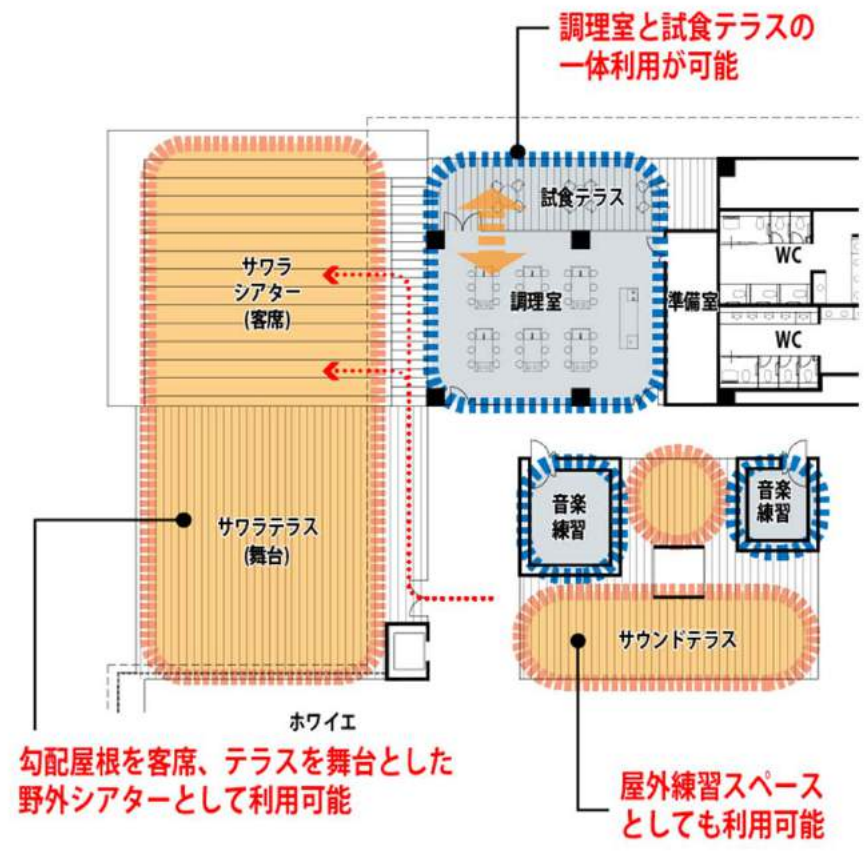 調理室と試食テラスの
一体利用が可能
試食テラス
サワラ
シアター
(客席)
調理室
準備室
WC
WC
音楽
練習
音楽
練習
サワラテラス
(舞台)
サウンドテラス
ホワイエ
勾配屋根を客席、テラスを舞台とした
野外シアターとして利用可能
屋外練習スペース
としても利用可能